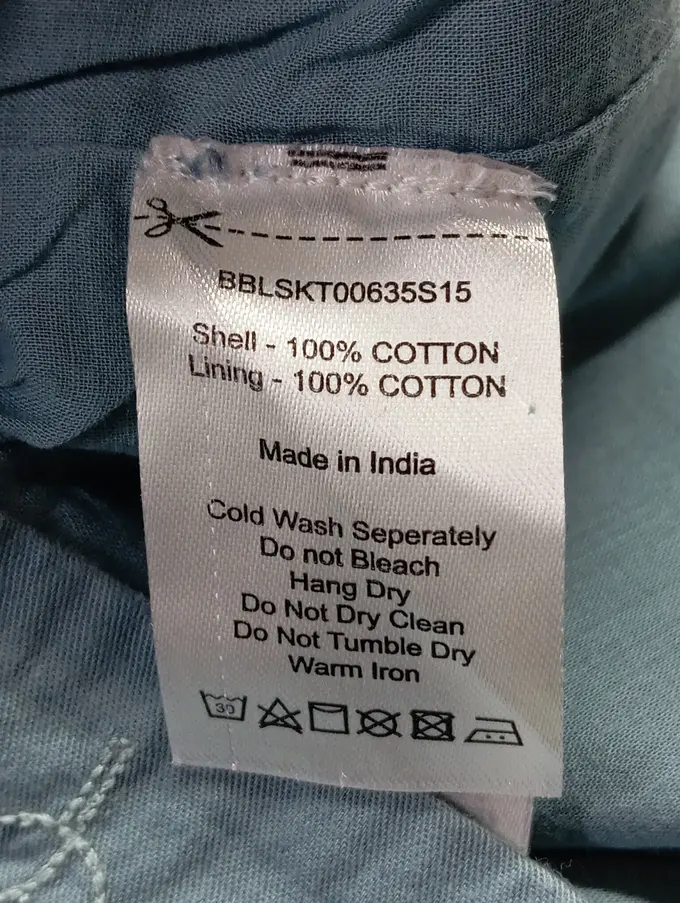 BBLSKT00635S15
Shell - 100% COTTON
Lining - 100% COTTON
Made in India
Cold Wash Seperately
Do not Bleach
Hang Dry
Do Not Dry Clean
Do Not Tumble Dry
Warm Iron
30